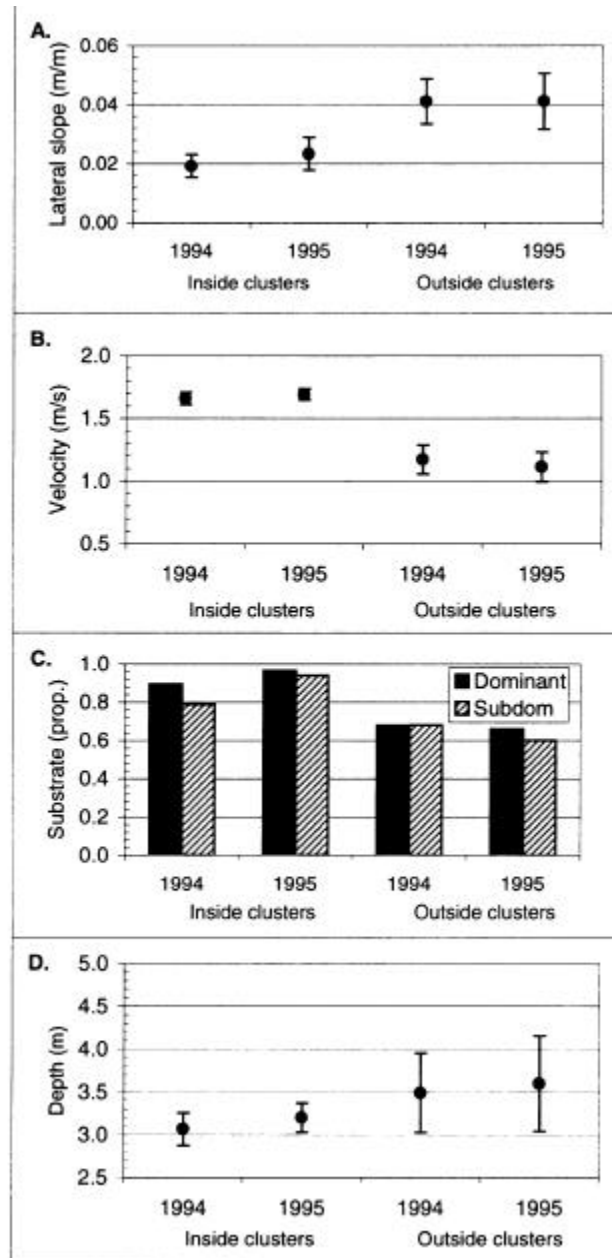 A.
Lateral slope (m/m)
0.06
0.04
0.02
0.00
1994 1995 1994 1995
Inside clusters Outside clusters
B.
Velocity (m/s)
2.0
1.5
1.0
0.5
1994 1995 1994 1995
Inside clusters Outside clusters
C.
Substrate (prop.)
1.0
0.8
0.6
0.4
0.2
0.0
Dominant
Subdom
1994 1995 1994 1995
Inside clusters Outside clusters
D.
Depth (m)
5.0
4.5
4.0
3.5
3.0
2.5
1994 1995 1994 1995
Inside clusters Outside clusters